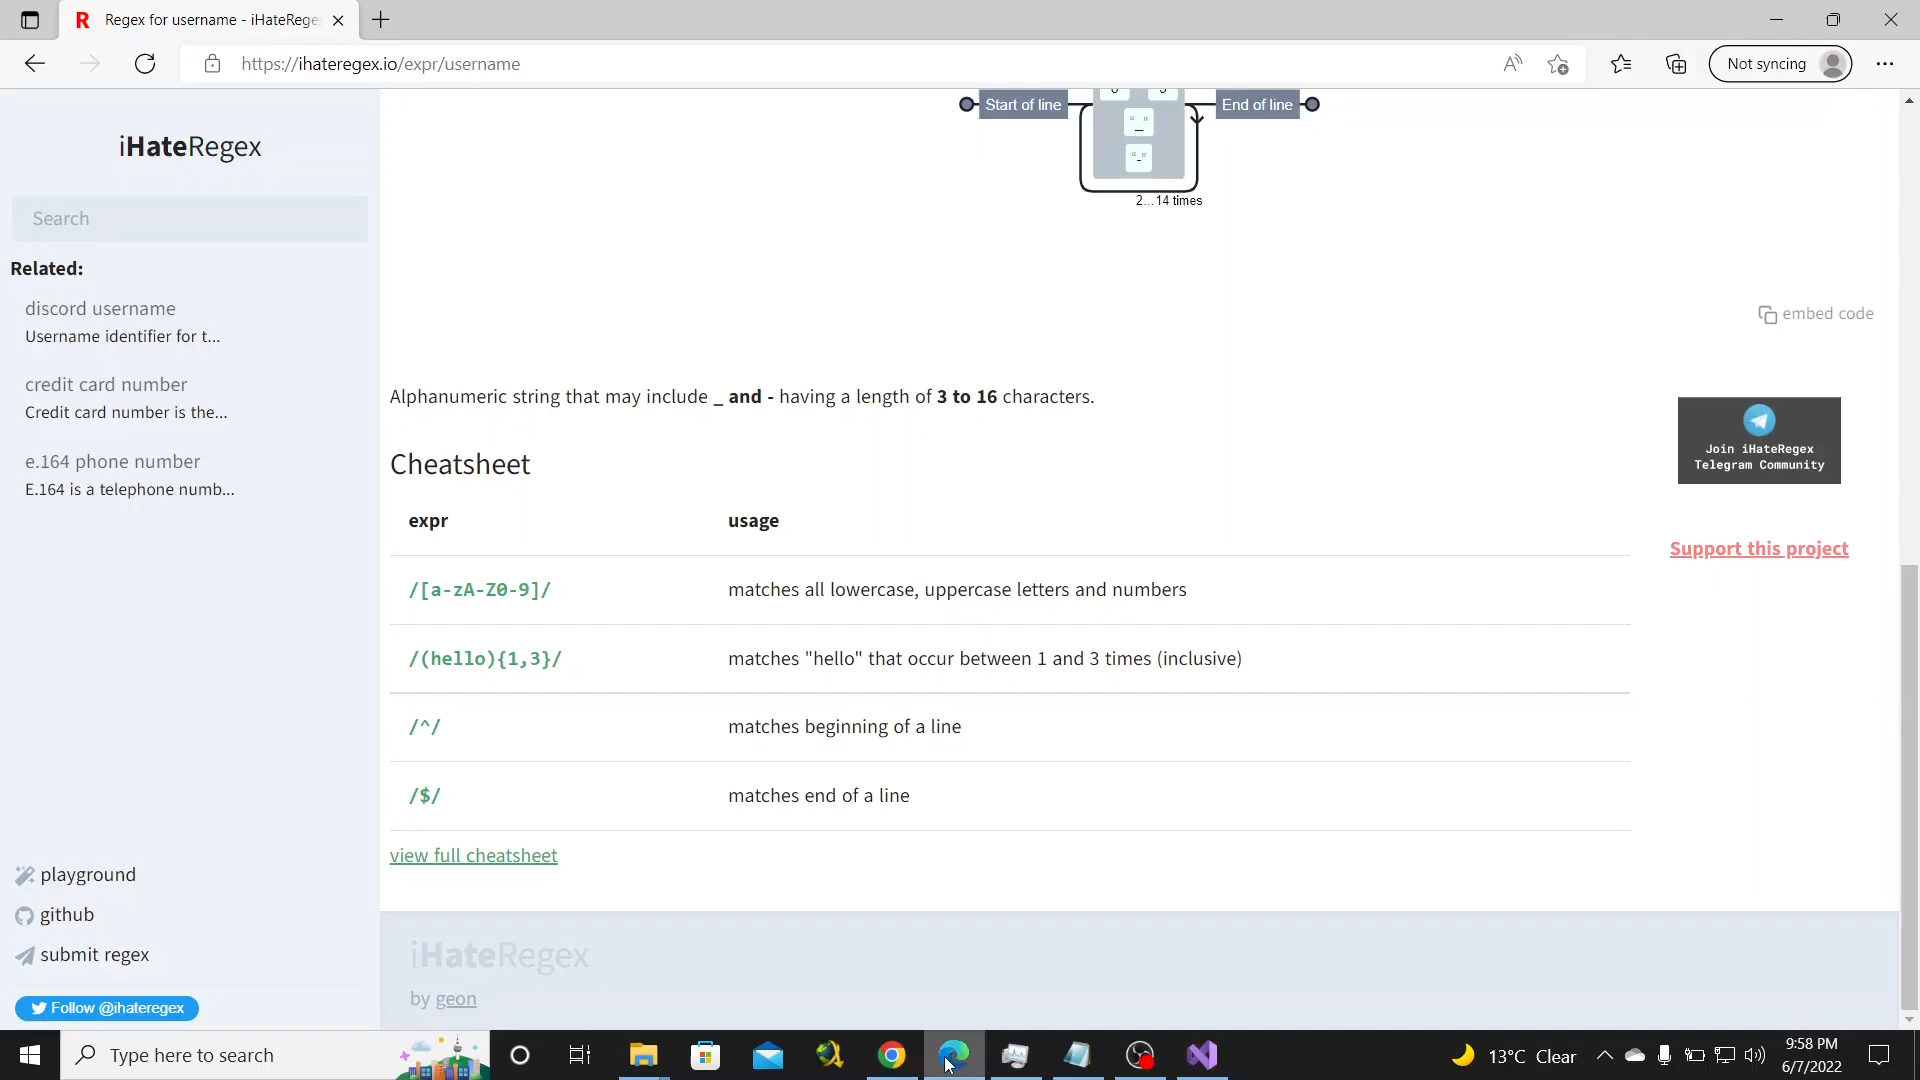 Regex for username - iHateRege
https://ihateregex.io/expr/username
Not syncing
iHateRegex
Search
Related:
discord username
Username identifier for t...
credit card number
Credit card number is the...
e.164 phone number
E.164 is a telephone numb...
playground
github
submit regex
Follow @ihateregex
Start of line
End of line
"_"
"-"
2...14 times
embed code
Alphanumeric string that may include _ and - having a length of 3 to 16 characters.
Join iHateRegex
Telegram Community
Support this project
Cheatsheet
expr usage
/[a-zA-Z0-9]/ matches all lowercase, uppercase letters and numbers
/(hello){1,3}/ matches "hello" that occur between 1 and 3 times (inclusive)
/^/ matches beginning of a line
/$/ matches end of a line
view full cheatsheet
iHateRegex
by geon
Type here to search
13°C Clear
9:58 PM
6/7/2022